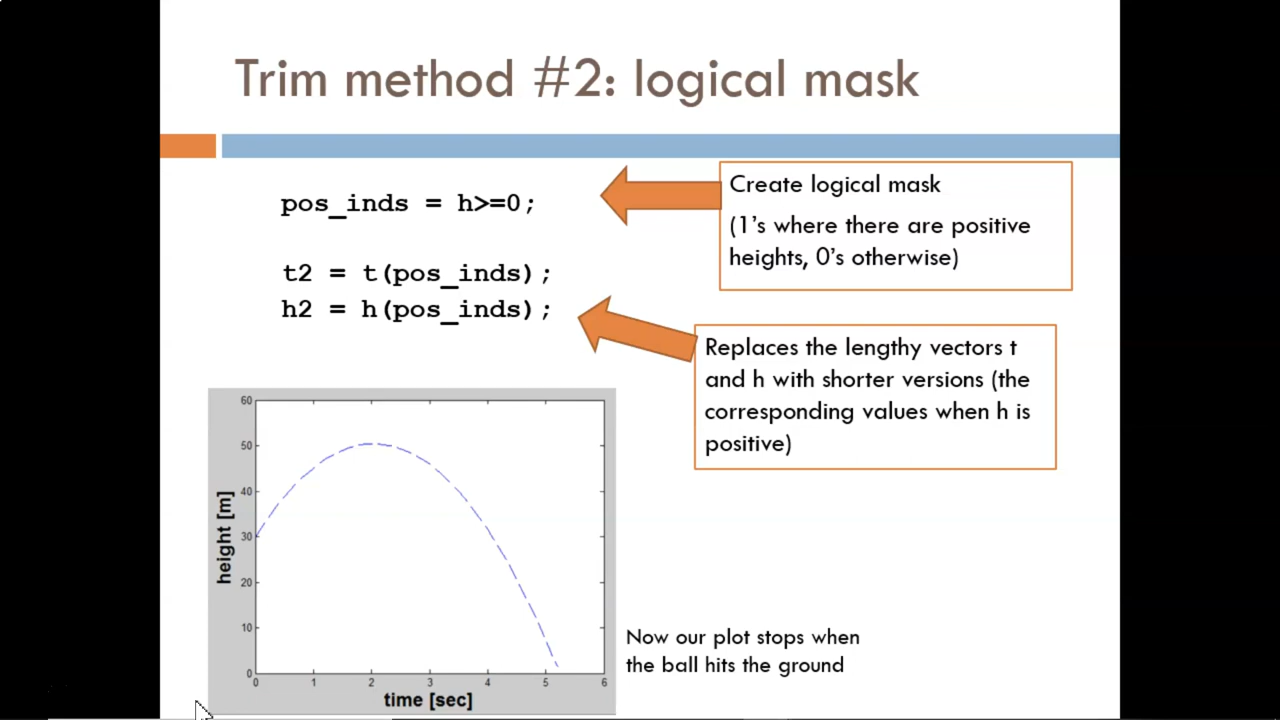 Trim method #2: logical mask
pos_inds = h>=0;
Create logical mask
(1's where there are positive
heights, 0's otherwise)
t2 = t(pos_inds);
h2 = h(pos_inds);
Replaces the lengthy vectors t
and h with shorter versions (the
corresponding values when h is
positive)
60
50
40
30
20
10
0
height [m]
0 1 2 3 4 5 6
time [sec]
Now our plot stops when
the ball hits the ground